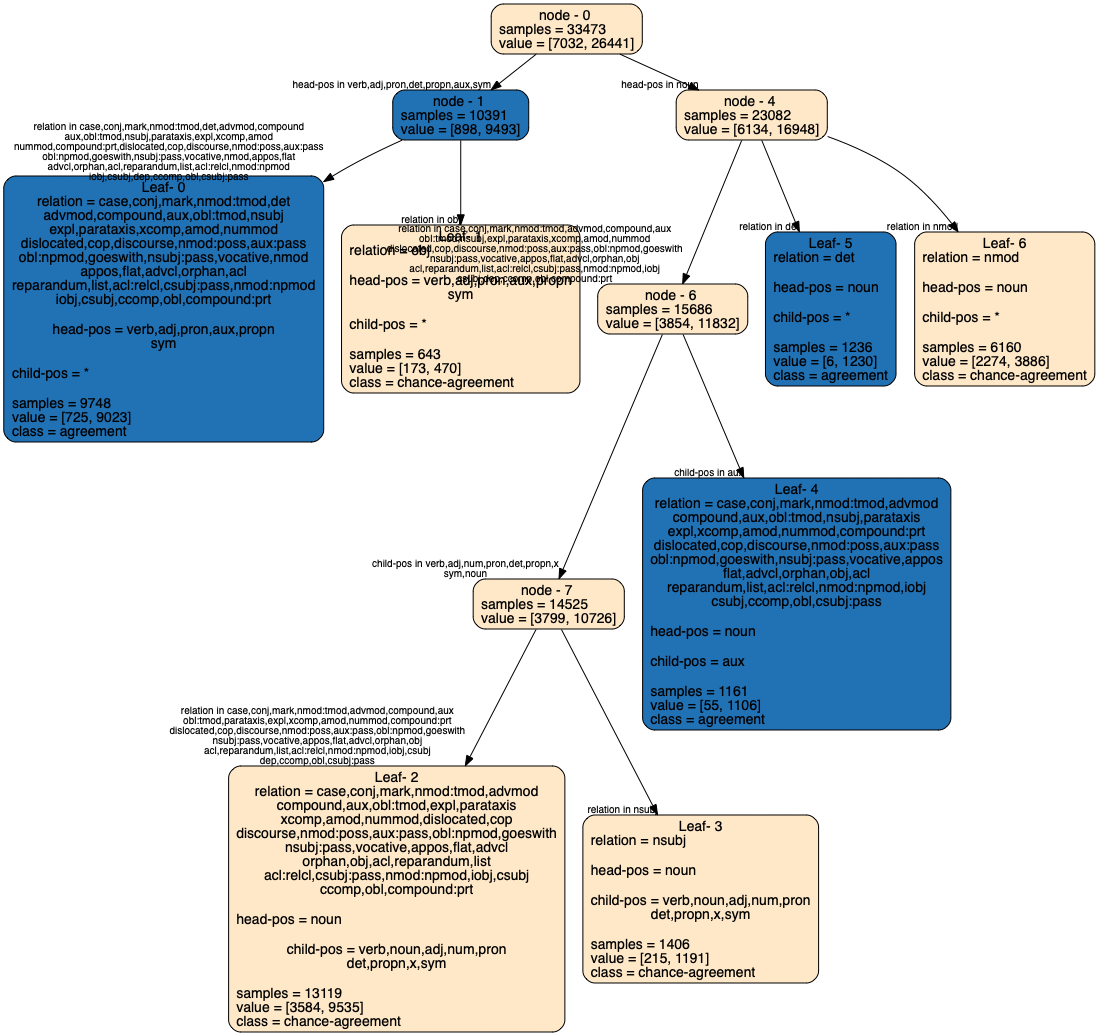 node - 0
samples = 33473
value = [7032, 26441]
head-pos in verb,adj,pron,det,propn,aux,sym
head-pos in noun
node - 1
samples = 10391
value = [898, 9493]
node - 4
samples = 23082
value = [6134, 16948]
relation in case,conj,mark,nmod:tmod,det,advmod,compound
aux,obl:tmod,nsubj,parataxis,expl,xcomp,amod
nummod,compound:prt,dislocated,cop,discourse,nmod:poss,aux:pass
obl:npmod,goeswith,nsubj:pass,vocative,nmod,appos,flat
advcl,orphan,acl,reparandum,list,acl:relcl,nmod:npmod
iobj,csubj,dep,ccomp,obl,csubj:pass
Leaf- 0
relation = case,conj,mark,nmod:tmod,det
advmod,compound,aux,obl:tmod,nsubj
expl,parataxis,xcomp,amod,nummod
dislocated,cop,discourse,nmod:poss,aux:pass
obl:npmod,goeswith,nsubj:pass,vocative,nmod
appos,flat,advcl,orphan,acl
reparandum,list,acl:relcl,csubj:pass,nmod:npmod
iobj,csubj,ccomp,obl,compound:prt
head-pos = verb,adj,pron,aux,propn
sym
child-pos = *
samples = 9748
value = [725, 9023]
class = agreement
relation in obj
Leaf- 1
relation = obj
head-pos = verb,adj,pron,aux,propn
sym
child-pos = *
samples = 643
value = [173, 470]
class = chance-agreement
relation in case,conj,mark,nmod:tmod,advmod,compound,aux
obl:tmod,nsubj,parataxis,expl,xcomp,amod,nummod
dislocated,cop,discourse,nmod:poss,aux:pass,obl:npmod,goeswith
nsubj:pass,vocative,appos,flat,advcl,orphan,obj
acl,reparandum,list,acl:relcl,csubj:pass,nmod:npmod,iobj
csubj,dep,ccomp,obl,compound:prt
node - 6
samples = 15686
value = [3854, 11832]
relation in det
Leaf- 5
relation = det
head-pos = noun
child-pos = *
samples = 1236
value = [6, 1230]
class = agreement
relation in nmod
Leaf- 6
relation = nmod
head-pos = noun
child-pos = *
samples = 6160
value = [2274, 3886]
class = chance-agreement
child-pos in aux
Leaf- 4
relation = case,conj,mark,nmod:tmod,advmod
compound,aux,obl:tmod,nsubj,parataxis
expl,xcomp,amod,nummod,compound:prt
dislocated,cop,discourse,nmod:poss,aux:pass
obl:npmod,goeswith,nsubj:pass,vocative,appos
flat,advcl,orphan,obj,acl
reparandum,list,acl:relcl,nmod:npmod,iobj
csubj,ccomp,obl,csubj:pass
head-pos = noun
child-pos = aux
samples = 1161
value = [55, 1106]
class = agreement
child-pos in verb,adj,num,pron,det,propn,x
sym,noun
node - 7
samples = 14525
value = [3799, 10726]
relation in case,conj,mark,nmod:tmod,advmod,compound,aux
obl:tmod,parataxis,expl,xcomp,amod,nummod,compound:prt
dislocated,cop,discourse,nmod:poss,aux:pass,obl:npmod,goeswith
nsubj:pass,vocative,appos,flat,advcl,orphan,obj
acl,reparandum,list,acl:relcl,nmod:npmod,iobj,csubj
dep,ccomp,obl,csubj:pass
Leaf- 2
relation = case,conj,mark,nmod:tmod,advmod
compound,aux,obl:tmod,expl,parataxis
xcomp,amod,nummod,dislocated,cop
discourse,nmod:poss,aux:pass,obl:npmod,goeswith
nsubj:pass,vocative,appos,flat,advcl
orphan,obj,acl,reparandum,list
acl:relcl,csubj:pass,nmod:npmod,iobj,csubj
ccomp,obl,compound:prt
head-pos = noun
child-pos = verb,noun,adj,num,pron
det,propn,x,sym
samples = 13119
value = [3584, 9535]
class = chance-agreement
relation in nsubj
Leaf- 3
relation = nsubj
head-pos = noun
child-pos = verb,noun,adj,num,pron
det,propn,x,sym
samples = 1406
value = [215, 1191]
class = chance-agreement